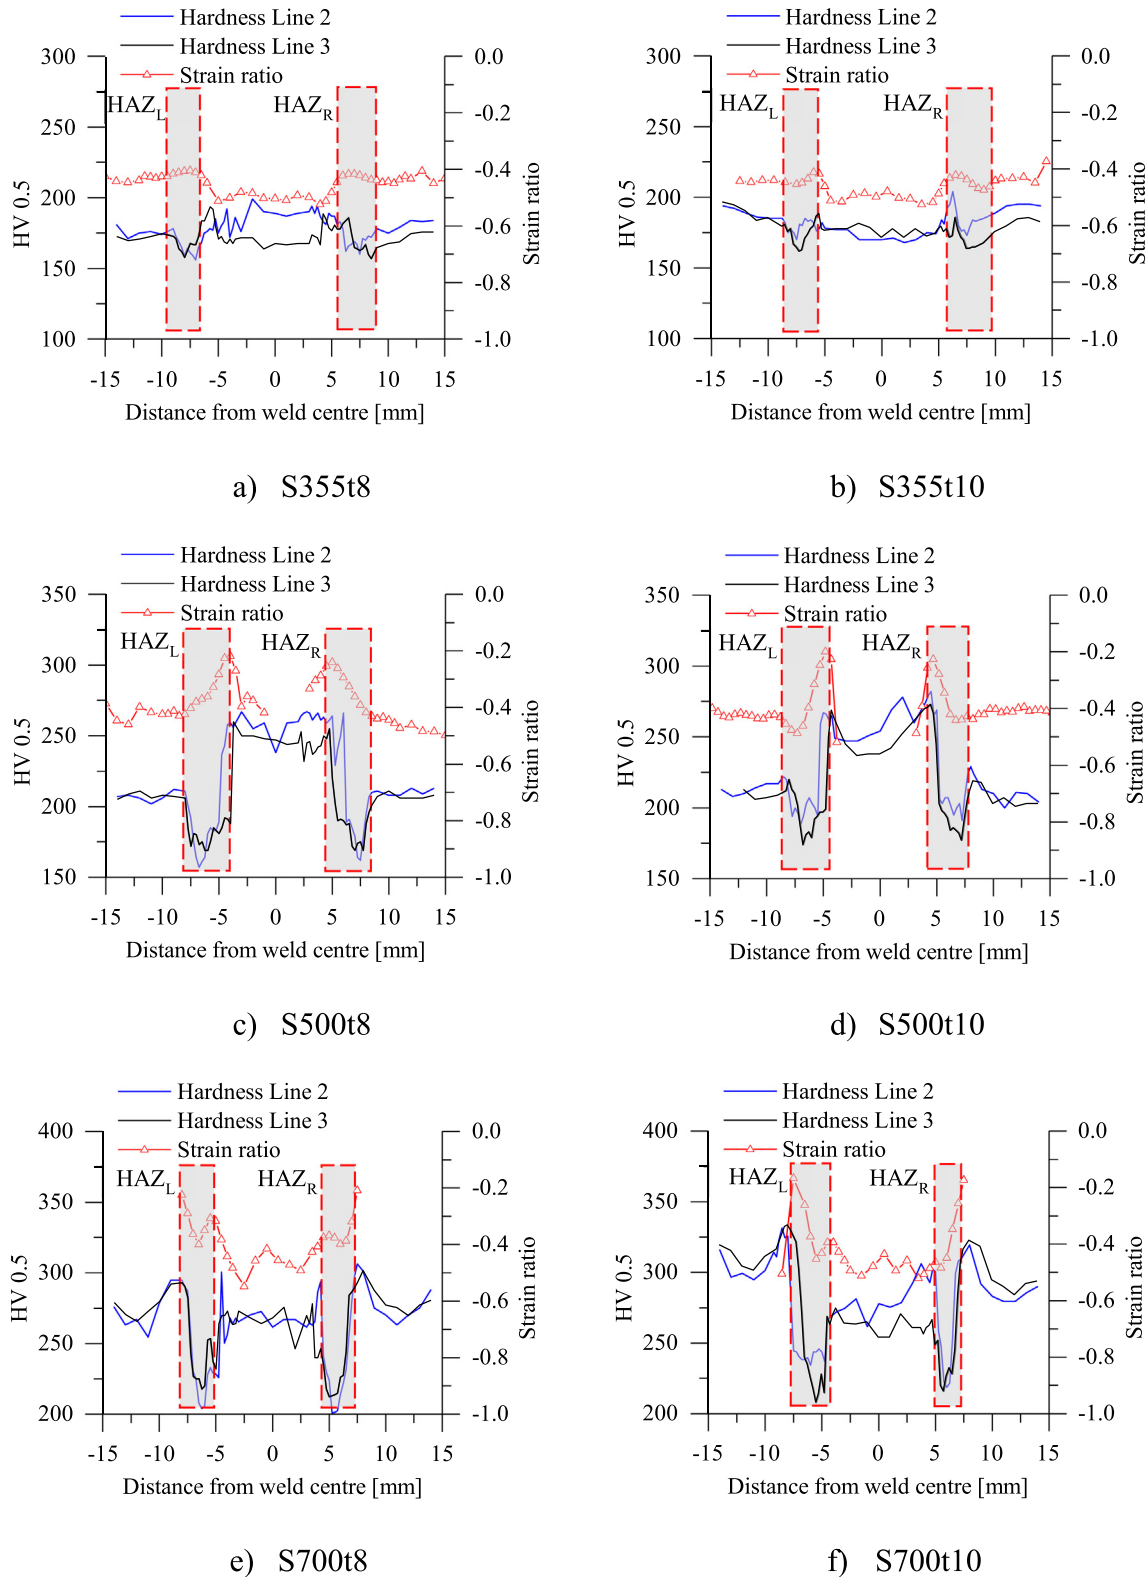 Hardness Line 2
Hardness Line 3
Strain ratio
HAZL
HAZR
300
250
200
150
100
HV 0.5
0.0
-0.2
-0.4
-0.6
-0.8
-1.0
Strain ratio
-15 -10 -5 0 5 10 15
Distance from weld centre [mm]
a) S355t8
Hardness Line 2
Hardness Line 3
Strain ratio
HAZL
HAZR
300
250
200
150
100
HV 0.5
0.0
-0.2
-0.4
-0.6
-0.8
-1.0
Strain ratio
-15 -10 -5 0 5 10 15
Distance from weld centre [mm]
b) S355t10
Hardness Line 2
Hardness Line 3
Strain ratio
HAZL
HAZR
350
300
250
200
150
HV 0.5
0.0
-0.2
-0.4
-0.6
-0.8
-1.0
Strain ratio
-15 -10 -5 0 5 10 15
Distance from weld centre [mm]
c) S500t8
Hardness Line 2
Hardness Line 3
Strain ratio
HAZL
HAZR
350
300
250
200
150
HV 0.5
0.0
-0.2
-0.4
-0.6
-0.8
-1.0
Strain ratio
-15 -10 -5 0 5 10 15
Distance from weld centre [mm]
d) S500t10
Hardness Line 2
Hardness Line 3
Strain ratio
HAZL
HAZR
400
350
300
250
200
HV 0.5
0.0
-0.2
-0.4
-0.6
-0.8
-1.0
Strain ratio
-15 -10 -5 0 5 10 15
Distance from weld centre [mm]
e) S700t8
Hardness Line 2
Hardness Line 3
Strain ratio
HAZL
HAZR
400
350
300
250
200
HV 0.5
0.0
-0.2
-0.4
-0.6
-0.8
-1.0
Strain ratio
-15 -10 -5 0 5 10 15
Distance from weld centre [mm]
f) S700t10